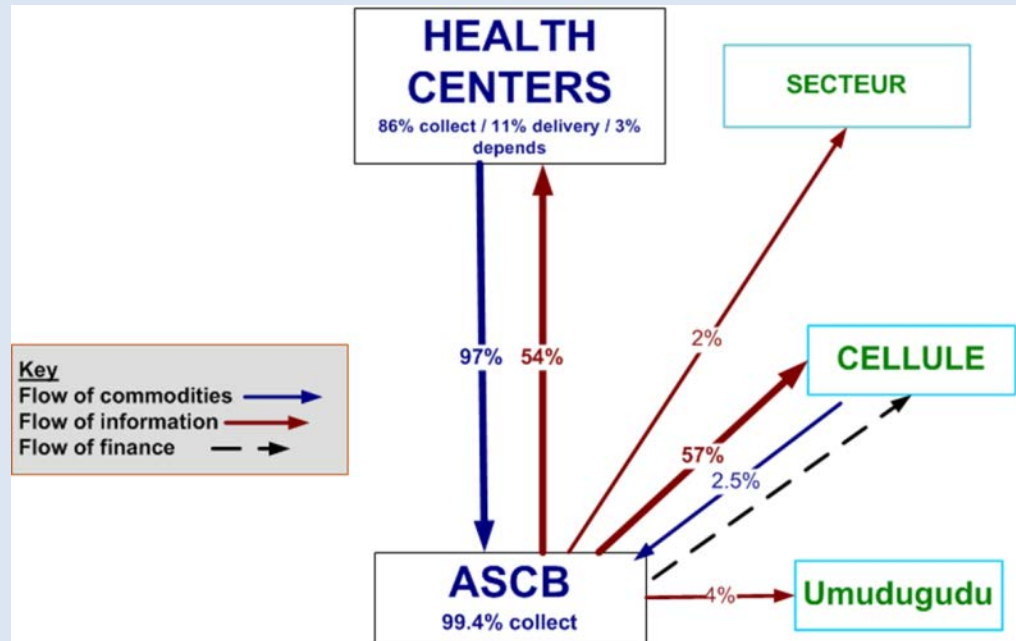 HEALTH
CENTERS
86% collect / 11% delivery / 3%
depends
SECTEUR
2%
97%
54%
CELLULE
Key
Flow of commodities
Flow of information
Flow of finance
57%
2.5%
ASCB
99.4% collect
4%
Umudugudu